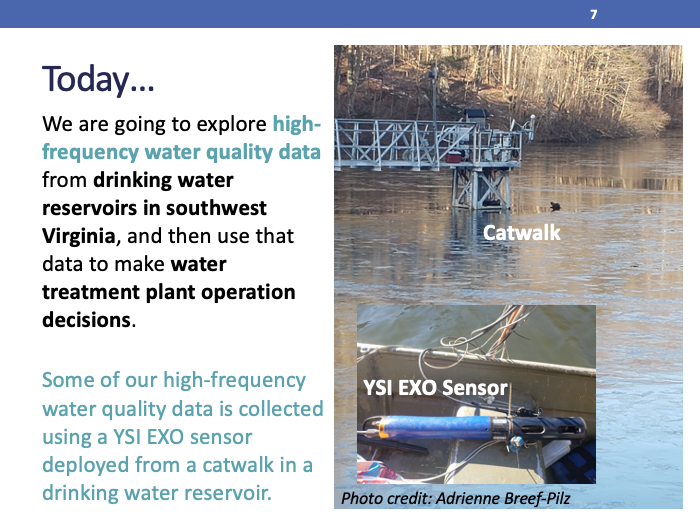 7
Today…
We are going to explore high-
frequency water quality data
from drinking water
reservoirs in southwest
Virginia, and then use that
data to make water
treatment plant operation
decisions.
Some of our high-frequency
water quality data is collected
using a YSI EXO sensor
deployed from a catwalk in a
drinking water reservoir.
Catwalk
YSI EXO Sensor
Photo credit: Adrienne Breef-Pilz